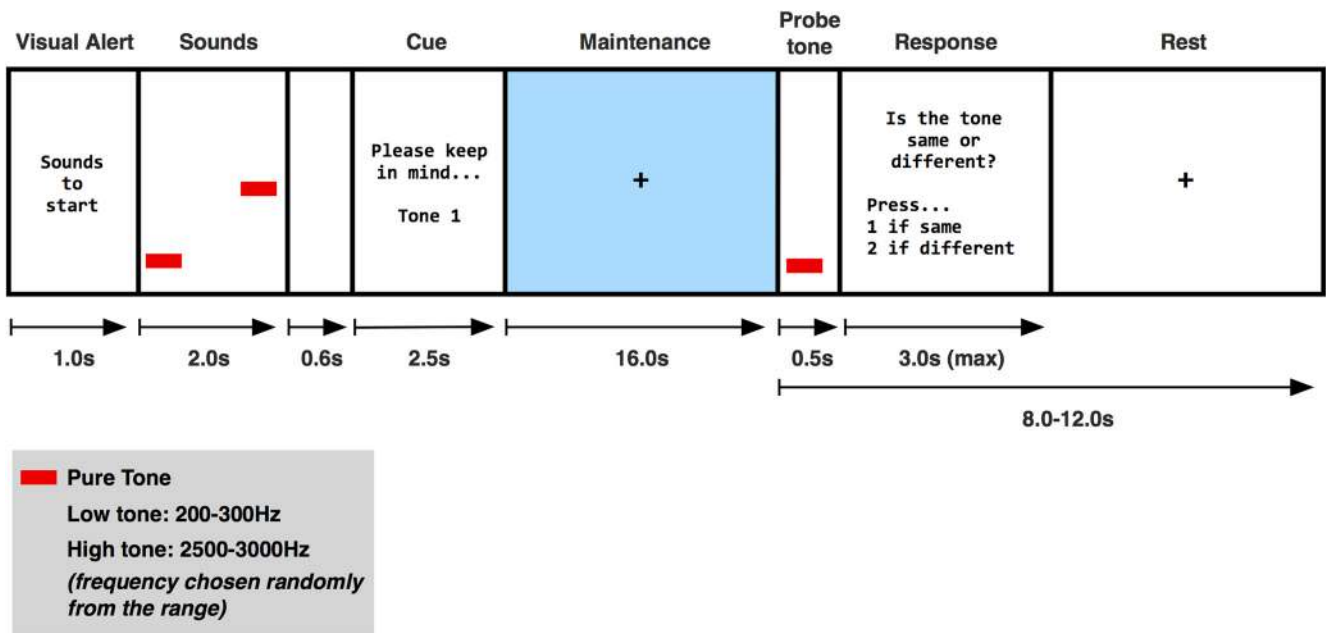 Visual Alert
Sounds
Cue
Maintenance
Probe
tone
Response
Rest
Sounds
to
start
Please keep
in mind...
Tone 1
+
Is the tone
same or
different?
Press...
1 if same
2 if different
+
1.0s
2.0s
0.6s
2.5s
16.0s
0.5s
3.0s (max)
8.0-12.0s
Pure Tone
Low tone: 200-300Hz
High tone: 2500-3000Hz
(frequency chosen randomly
from the range)